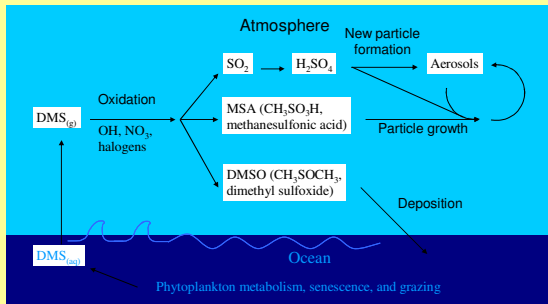 Atmosphere
New particle
formation
SO₂
H₂SO₄
Aerosols
Oxidation
DMS(g)
OH, NO₃,
halogens
MSA (CH₃SO₃H,
methanesulfonic acid)
Particle growth
DMSO (CH₃SOCH₃,
dimethyl sulfoxide)
Deposition
DMS(aq)
Ocean
Phytoplankton metabolism, senescence, and grazing